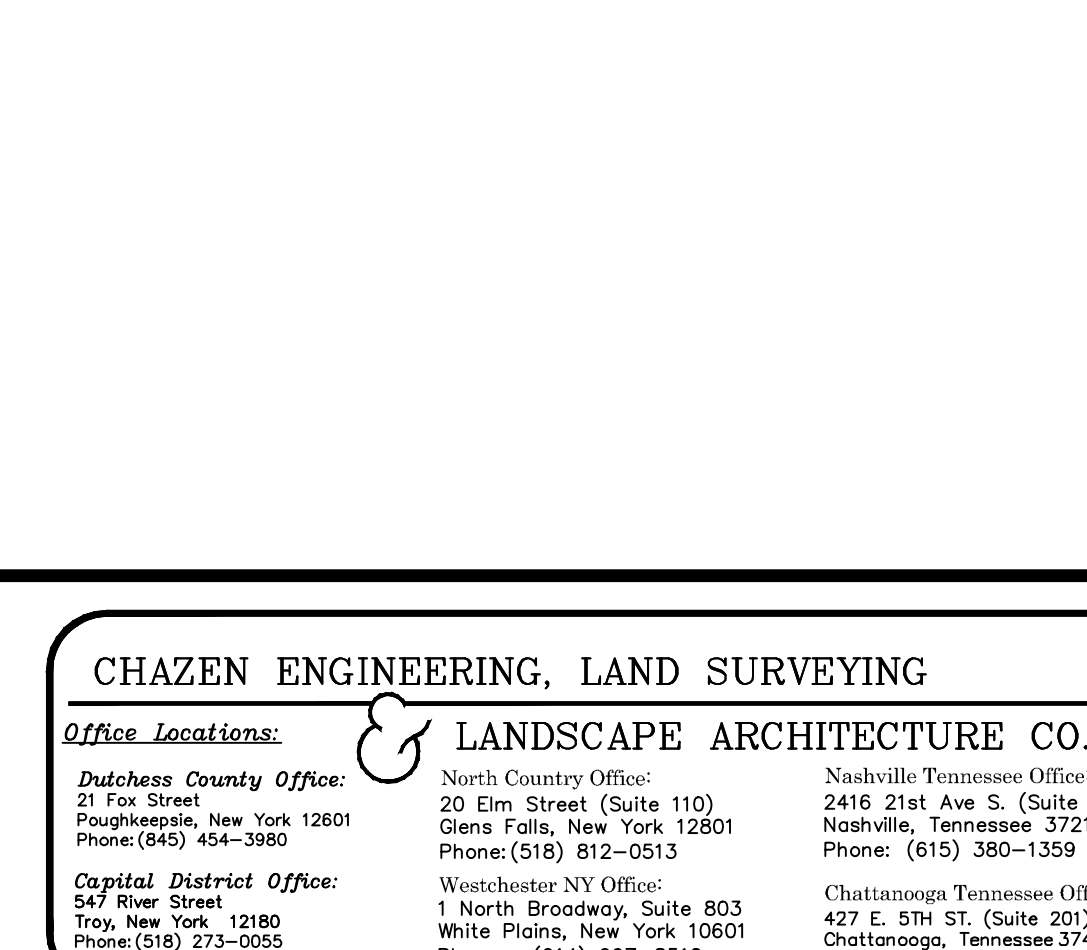 CHAZEN ENGINEERING, LAND SURVEYING
& LANDSCAPE ARCHITECTURE CO.
Office Locations:
Dutchess County Office:
21 Fox Street
Poughkeepsie, New York 12601
Phone:(845) 454-3980
Capital District Office:
547 River Street
Troy, New York 12180
Phone:(518) 273-0055
North Country Office:
20 Elm Street (Suite 110)
Glens Falls, New York 12801
Phone:(518) 812-0513
Westchester NY Office:
1 North Broadway, Suite 803
White Plains, New York 10601
Nashville Tennessee Office:
2416 21st Ave S. (Suite
Nashville, Tennessee 3721
Phone: (615) 380-1359
Chattanooga Tennessee Off
427 E. 5TH ST. (Suite 201)
Chattanooga, Tennessee 374